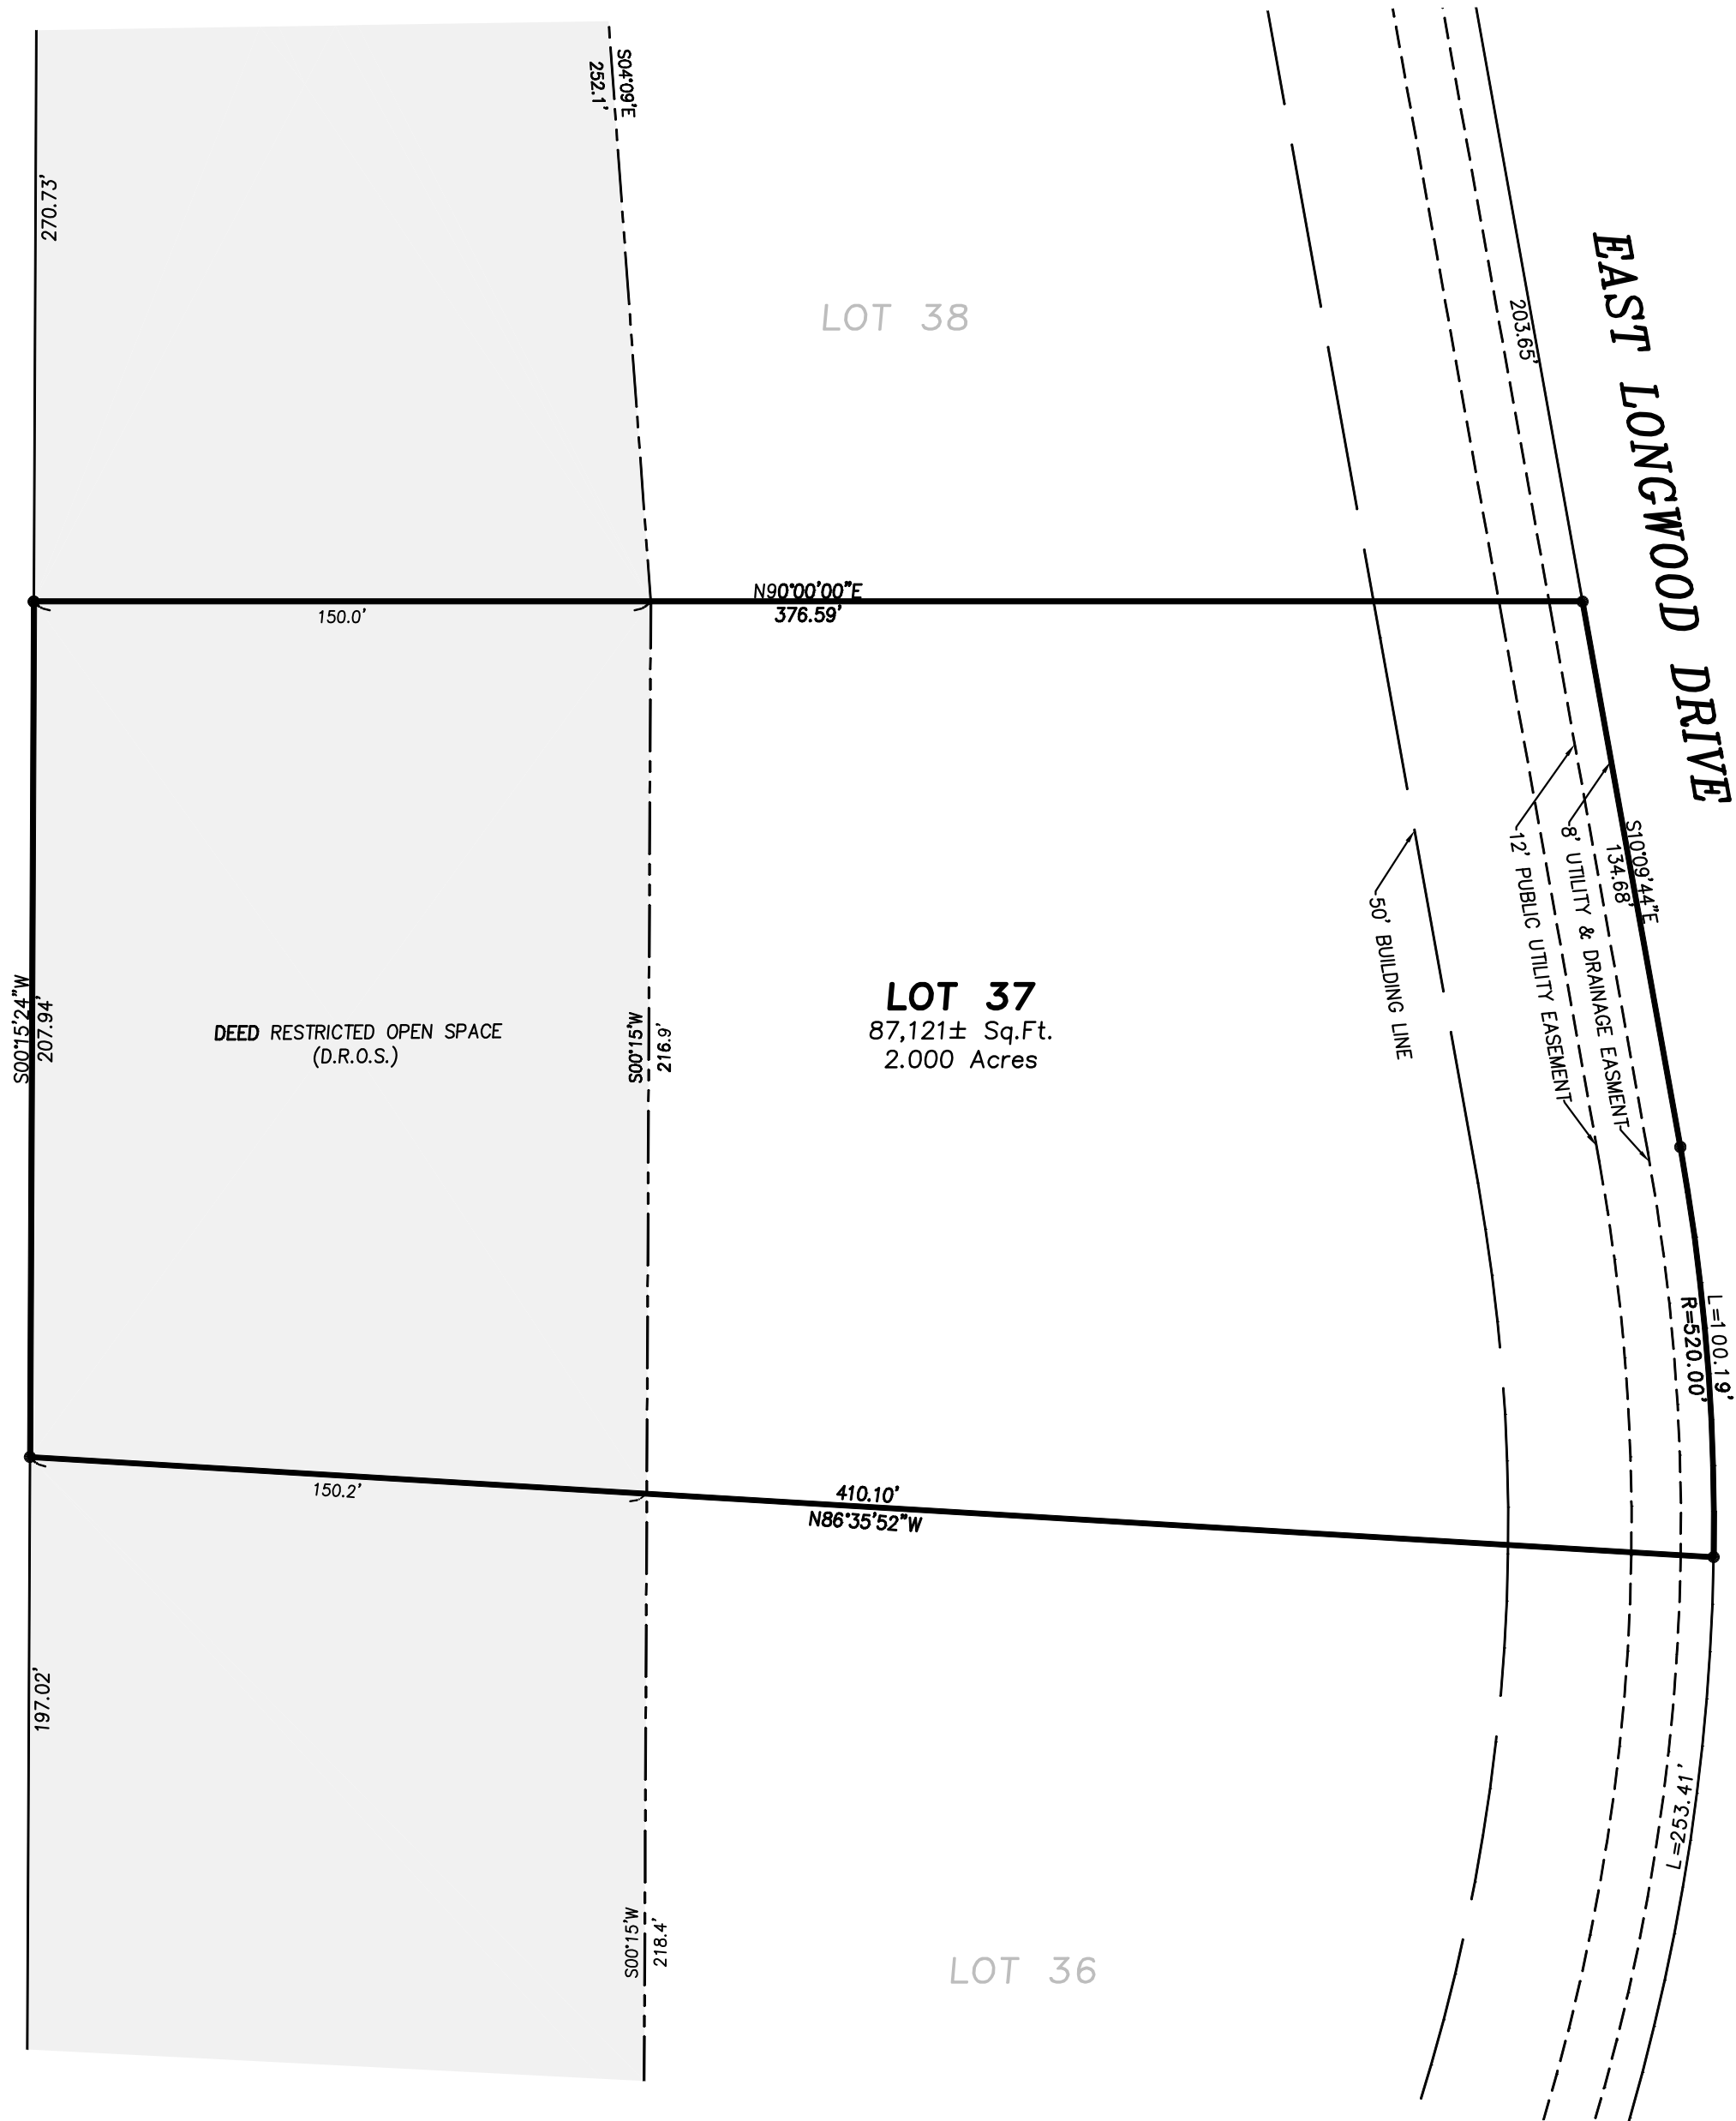 S04°09'E
252.1'
270.73'
LOT 38
203.65'
EAST LONGWOOD DRIVE
N90°00'00"E
376.59'
150.0'
S10°09'44"E
134.68'
8' UTILITY & DRAINAGE EASMENT
12' PUBLIC UTILITY EASEMENT
50' BUILDING LINE
S00°15'24"W
207.94'
DEED RESTRICTED OPEN SPACE
(D.R.O.S.)
S00°15'W
216.9'
LOT 37
87,121± Sq.Ft.
2.000 Acres
L=100.19'
R=520.00'
150.2'
410.10'
N86°35'52"W
197.02'
L=253.41'
S00°15'W
218.4'
LOT 36